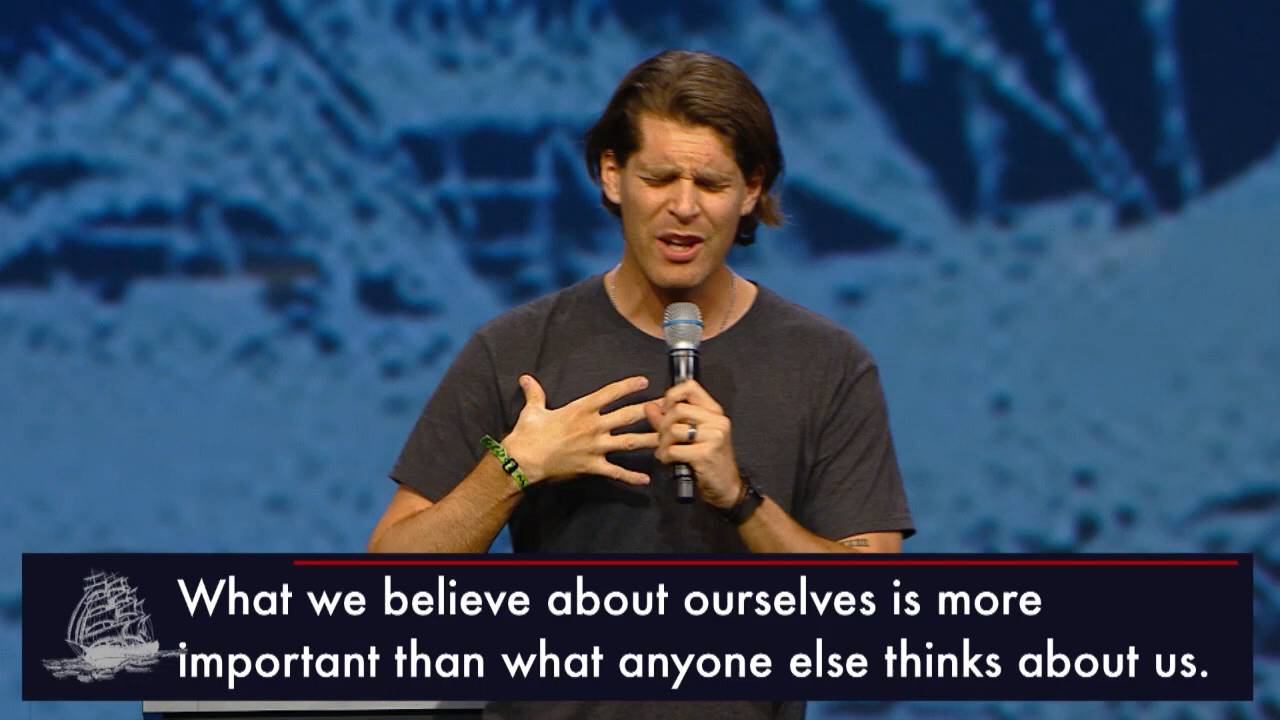 What we believe about ourselves is more
important than what anyone else thinks about us.